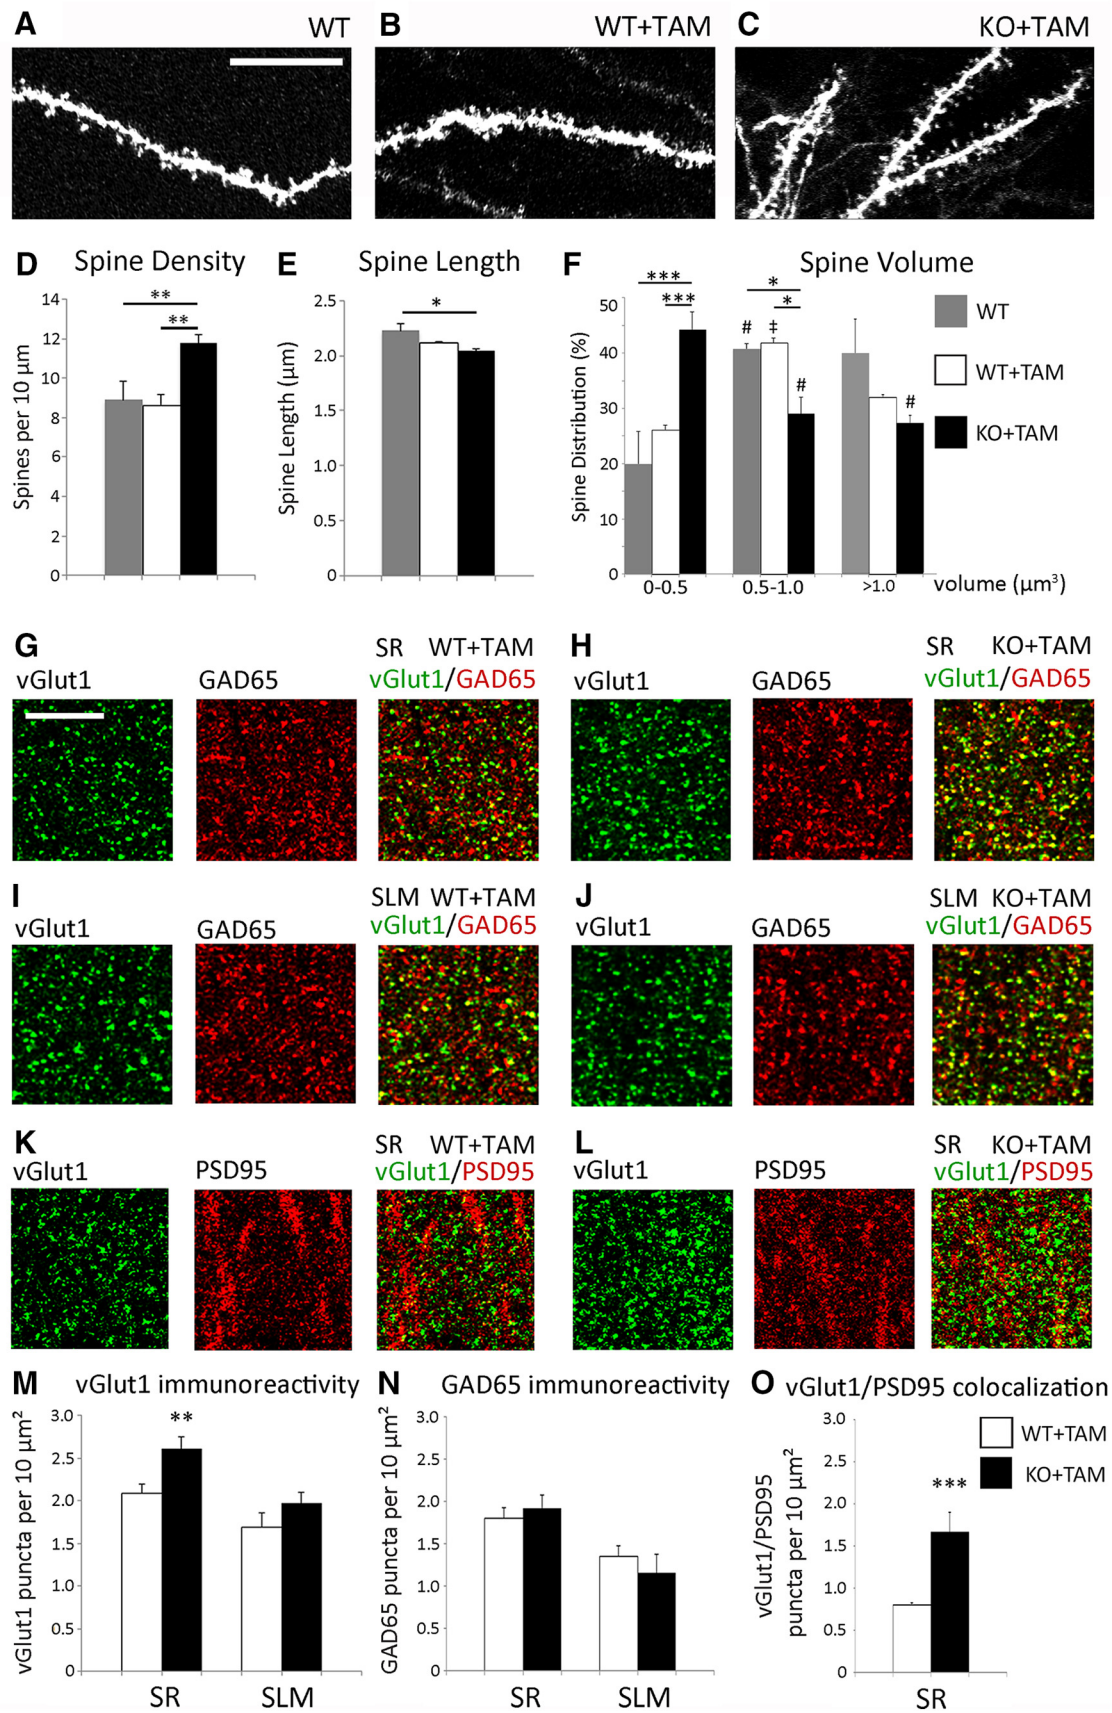 A WT
B WT+TAM
C KO+TAM
D Spine Density
Spines per 10 µm
14
12
10
8
6
4
2
0
**
**
E Spine Length
Spine Length (µm)
2.5
2.0
1.5
1.0
0.5
0
*
F Spine Volume
Spine Distribution (%)
50
40
30
20
10
0
***
***
*
*
# ‡
#
#
0-0.5 0.5-1.0 >1.0 volume (µm³)
WT
WT+TAM
KO+TAM
G SR WT+TAM
vGlut1 GAD65 vGlut1/GAD65
H SR KO+TAM
vGlut1 GAD65 vGlut1/GAD65
I SLM WT+TAM
vGlut1 GAD65 vGlut1/GAD65
J SLM KO+TAM
vGlut1 GAD65 vGlut1/GAD65
K SR WT+TAM
vGlut1 PSD95 vGlut1/PSD95
L SR KO+TAM
vGlut1 PSD95 vGlut1/PSD95
M vGlut1 immunoreactivity
vGlut1 puncta per 10 µm²
3.0
2.5
2.0
1.5
1.0
0.5
0
**
SR SLM
N GAD65 immunoreactivity
GAD65 puncta per 10 µm²
3.0
2.5
2.0
1.5
1.0
0.5
0
SR SLM
O vGlut1/PSD95 colocalization
vGlut1/PSD95
puncta per 10 µm²
3.0
2.5
2.0
1.5
1.0
0.5
0
***
SR
WT+TAM
KO+TAM